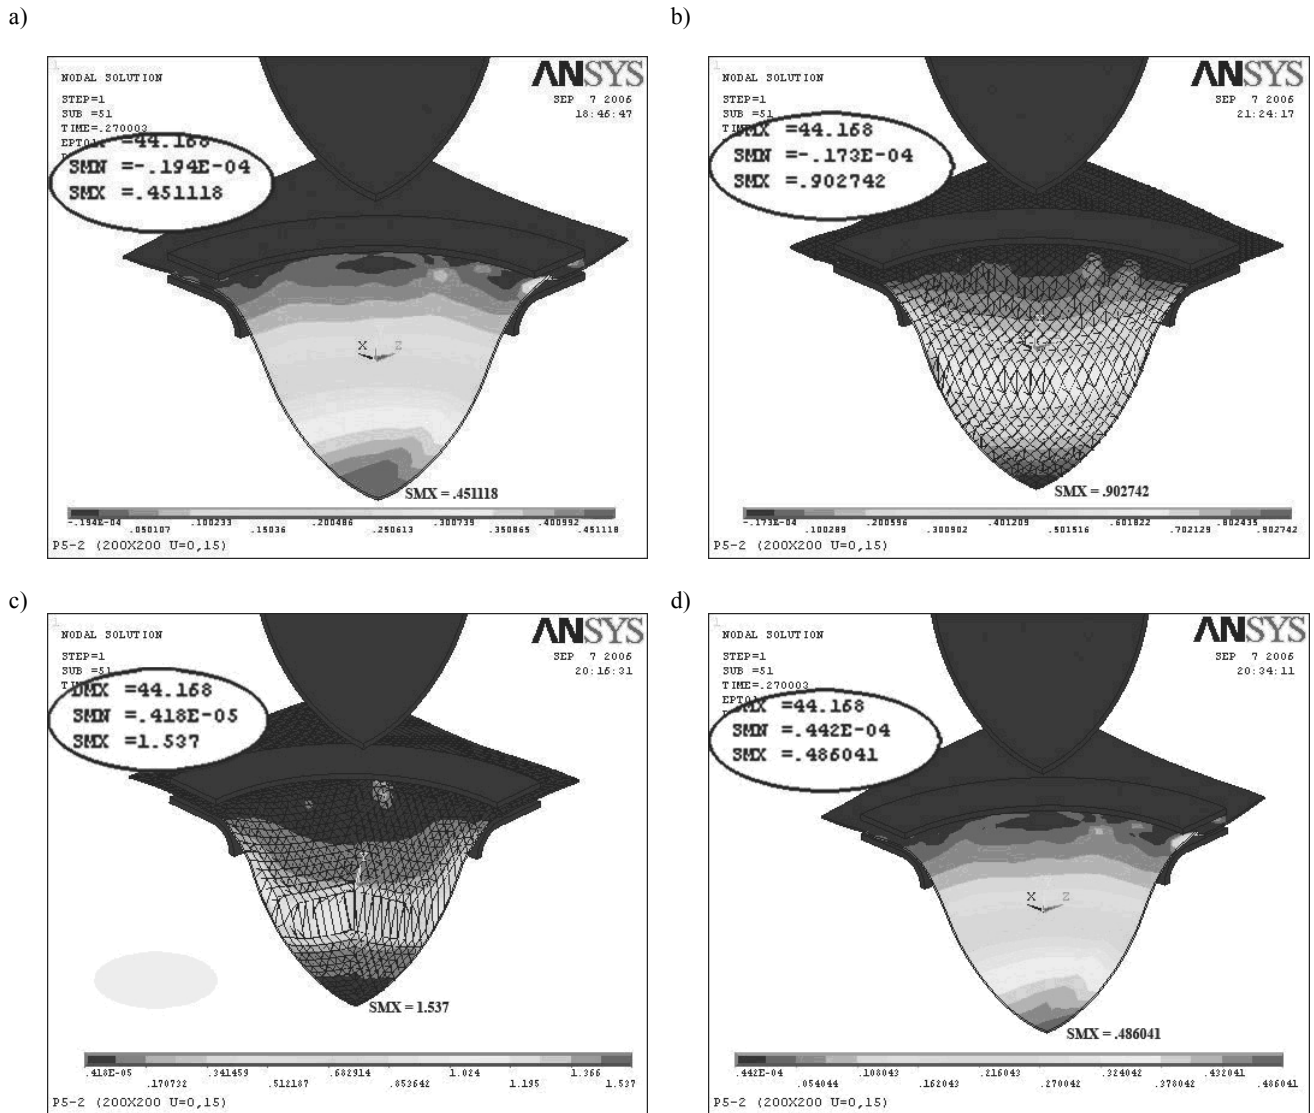 a)
NODAL SOLUTION
STEP=1
SUB =51
TIME=.270003
=44.168
SMN =-.194E-04
SMX =.451118
ANSYS
SEP 7 2006
18:46:47
X Z
SMX = .451118
-.194E-04 .050107 .100233 .15036 .200486 .250613 .300739 .350865 .400992 .451118
P5-2 (200X200 U=0,15)
b)
NODAL SOLUTION
STEP=1
SUB =51
=44.168
SMN =-.173E-04
SMX =.902742
ANSYS
SEP 7 2006
21:24:17
SMX = .902742
-.173E-04 .100289 .200596 .300902 .401209 .501516 .601822 .702129 .802435 .902742
P5-2 (200X200 U=0,15)
c)
NODAL SOLUTION
STEP=1
SUB =51
DMX =44.168
SMN =.418E-05
SMX =1.537
ANSYS
SEP 7 2006
20:16:31
SMX = 1.537
.418E-05 .170732 .341459 .512187 .682914 .853642 1.024 1.195 1.366 1.537
P5-2 (200X200 U=0,15)
d)
NODAL SOLUTION
STEP=1
SUB =51
TIME=.270003
=44.168
SMN =.442E-04
SMX =.486041
ANSYS
SEP 7 2006
20:34:11
X Z
SMX = .486041
.442E-04 .054044 .108043 .162043 .216043 .270042 .324042 .378042 .432041 .486041
P5-2 (200X200 U=0,15)